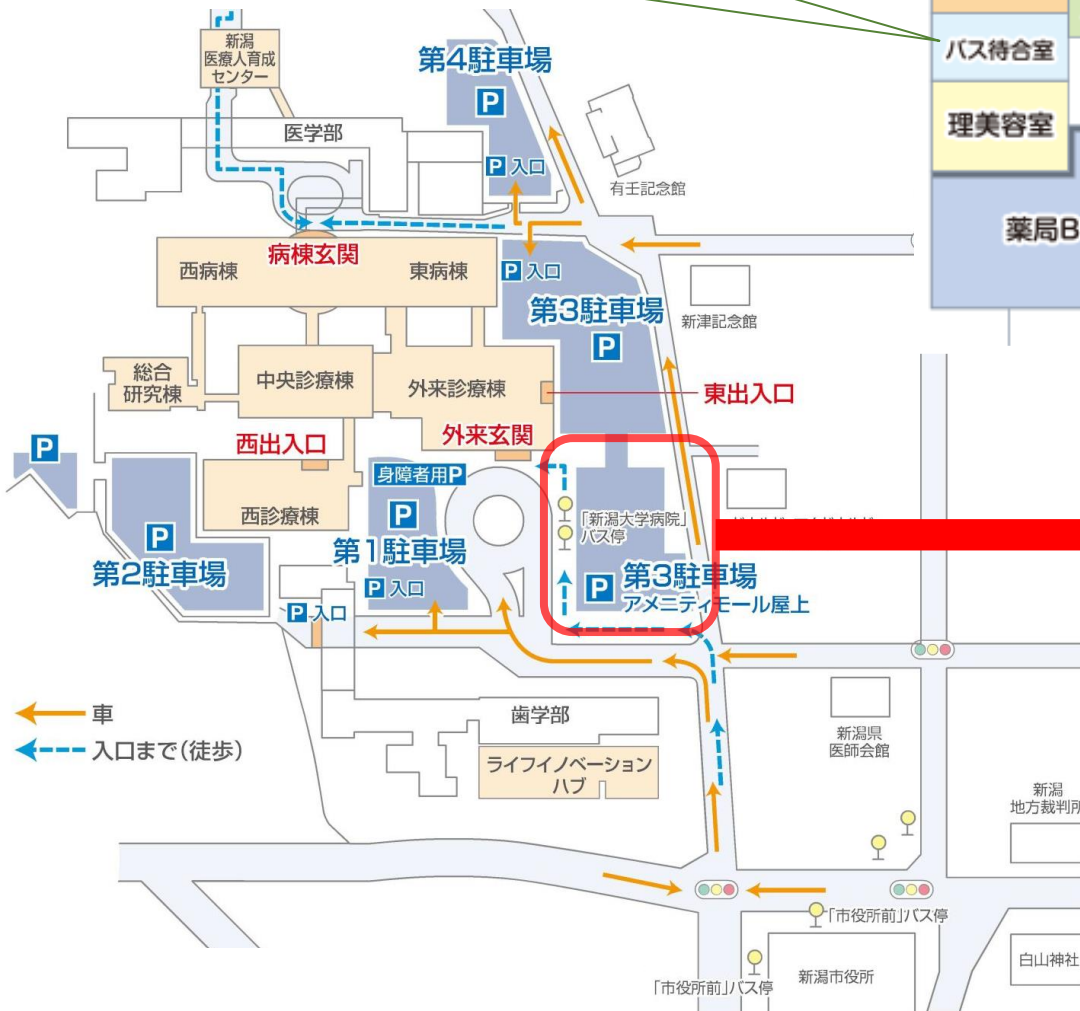 新潟
医療人育成
センター
第4駐車場
P
バス待合室
理美容室
薬局B
医学部
P 入口
有壬記念館
病棟玄関
西病棟
東病棟
P 入口
第3駐車場
P
新津記念館
総合
研究棟
中央診療棟
外来診療棟
東出入口
西出入口
外来玄関
P
身障者用P
P
西診療棟
「新潟大学病院」
バス停
P
第2駐車場
第1駐車場
P 入口
P
第3駐車場
アメニティモール屋上
P 入口
車
入口まで(徒歩)
歯学部
ライフイノベーション
ハブ
新潟県
医師会館
新潟
地方裁判所
「市役所前」バス停
「市役所前」バス停
新潟市役所
白山神社